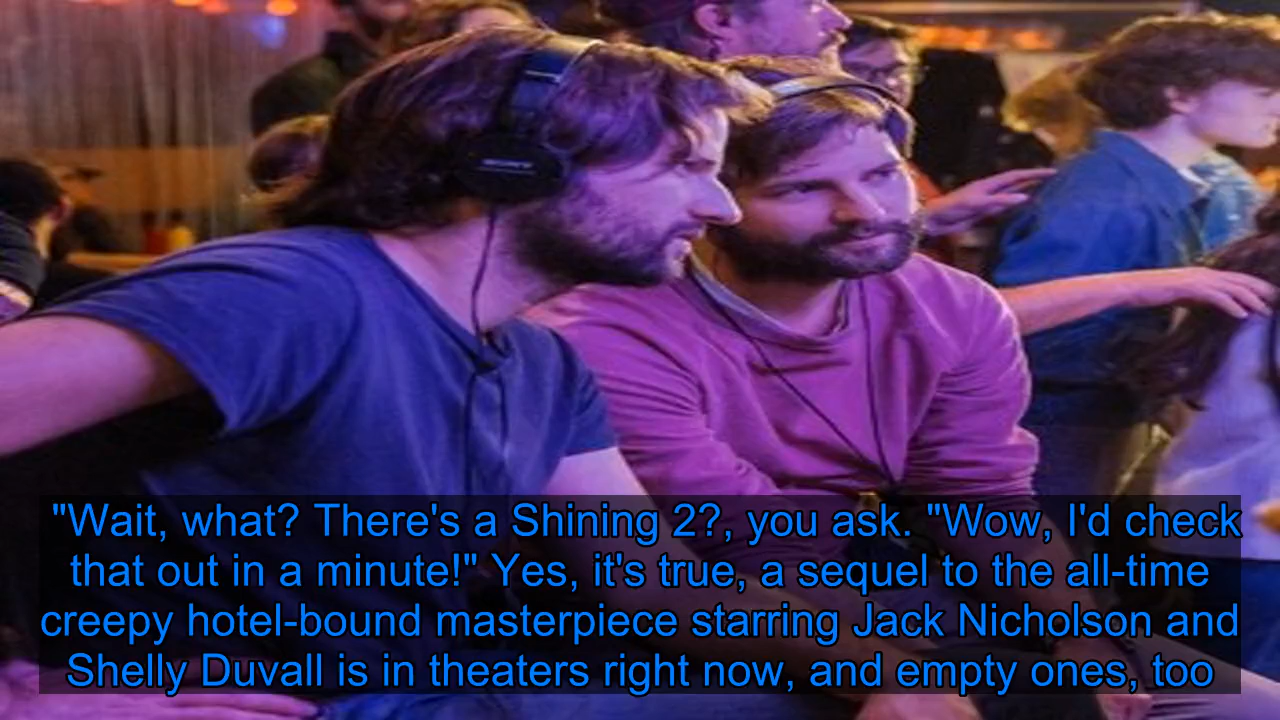 "Wait, what? There's a Shining 2?, you ask. "Wow, I'd check
that out in a minute!" Yes, it's true, a sequel to the all-time
creepy hotel-bound masterpiece starring Jack Nicholson and
Shelly Duvall is in theaters right now, and empty ones, too